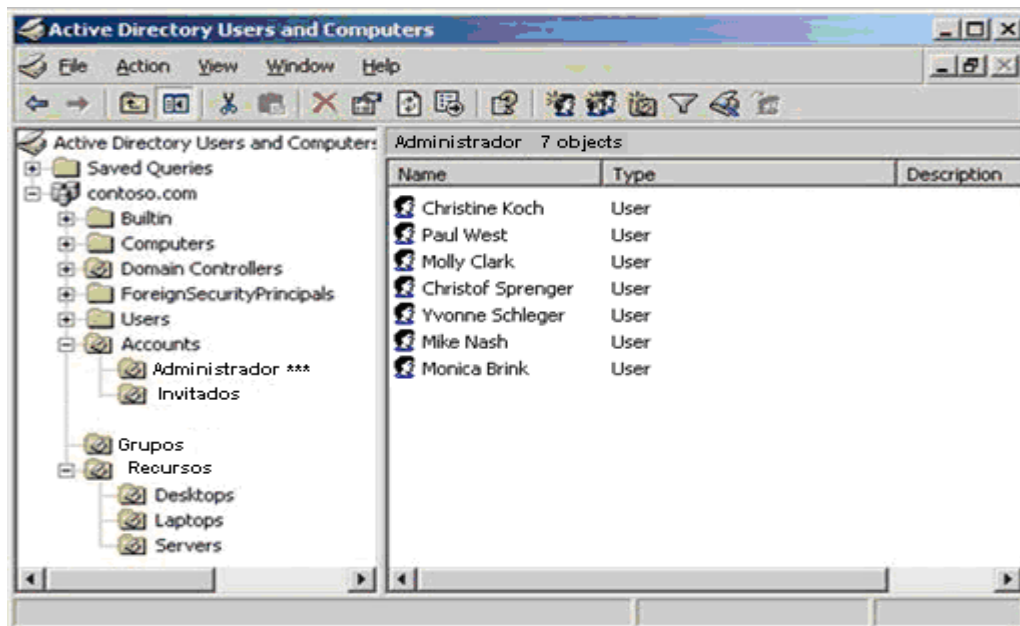 Active Directory Users and Computers
File Action View Window Help
Active Directory Users and Computers
Saved Queries
contoso.com
Builtin
Computers
Domain Controllers
ForeignSecurityPrincipals
Users
Accounts
Administrador ***
Invitados
Grupos
Recursos
Desktops
Laptops
Servers
Administrador 7 objects
Name Type Description
Christine Koch User
Paul West User
Molly Clark User
Christof Sprenger User
Yvonne Schleger User
Mike Nash User
Monica Brink User